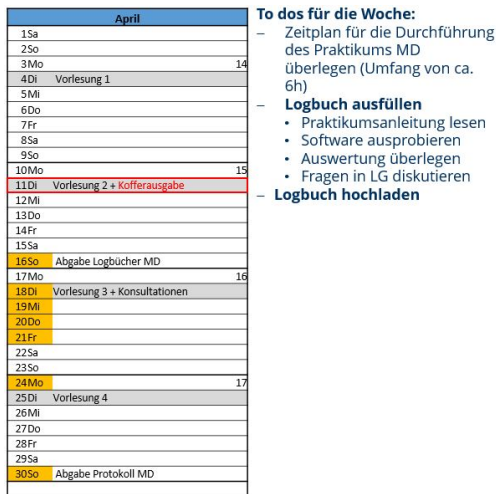 April
1Sa
2So
3Mo 14
4Di Vorlesung 1
5Mi
6Do
7Fr
8Sa
9So
10Mo 15
11Di Vorlesung 2 + Kofferausgabe
12Mi
13Do
14Fr
15Sa
16So Abgabe Logbücher MD
17Mo 16
18Di Vorlesung 3 + Konsultationen
19Mi
20Do
21Fr
22Sa
23So
24Mo 17
25Di Vorlesung 4
26Mi
27Do
28Fr
29Sa
30So Abgabe Protokoll MD
To dos für die Woche:
– Zeitplan für die Durchführung
des Praktikums MD
überlegen (Umfang von ca.
6h)
– Logbuch ausfüllen
• Praktikumsanleitung lesen
• Software ausprobieren
• Auswertung überlegen
• Fragen in LG diskutieren
– Logbuch hochladen